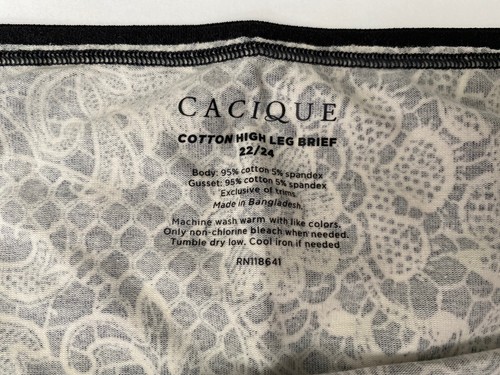 CACIQUE
COTTON HIGH LEG BRIEF
22/24
Body: 95% cotton 5% spandex
Gusset: 95% cotton 5% spandex
Exclusive of trims.
Made in Bangladesh.
Machine wash warm with like colors.
Only non-chlorine bleach when needed.
Tumble dry low. Cool iron if needed
RN118641